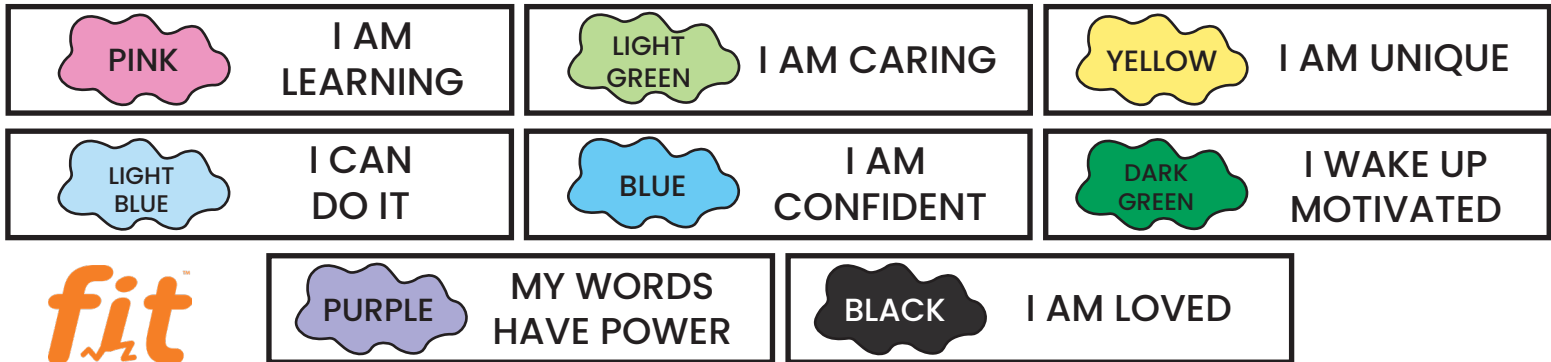 PINK
I AM
LEARNING
LIGHT
GREEN
I AM CARING
YELLOW
I AM UNIQUE
LIGHT
BLUE
I CAN
DO IT
BLUE
I AM
CONFIDENT
DARK
GREEN
I WAKE UP
MOTIVATED
fit™
PURPLE
MY WORDS
HAVE POWER
BLACK
I AM LOVED